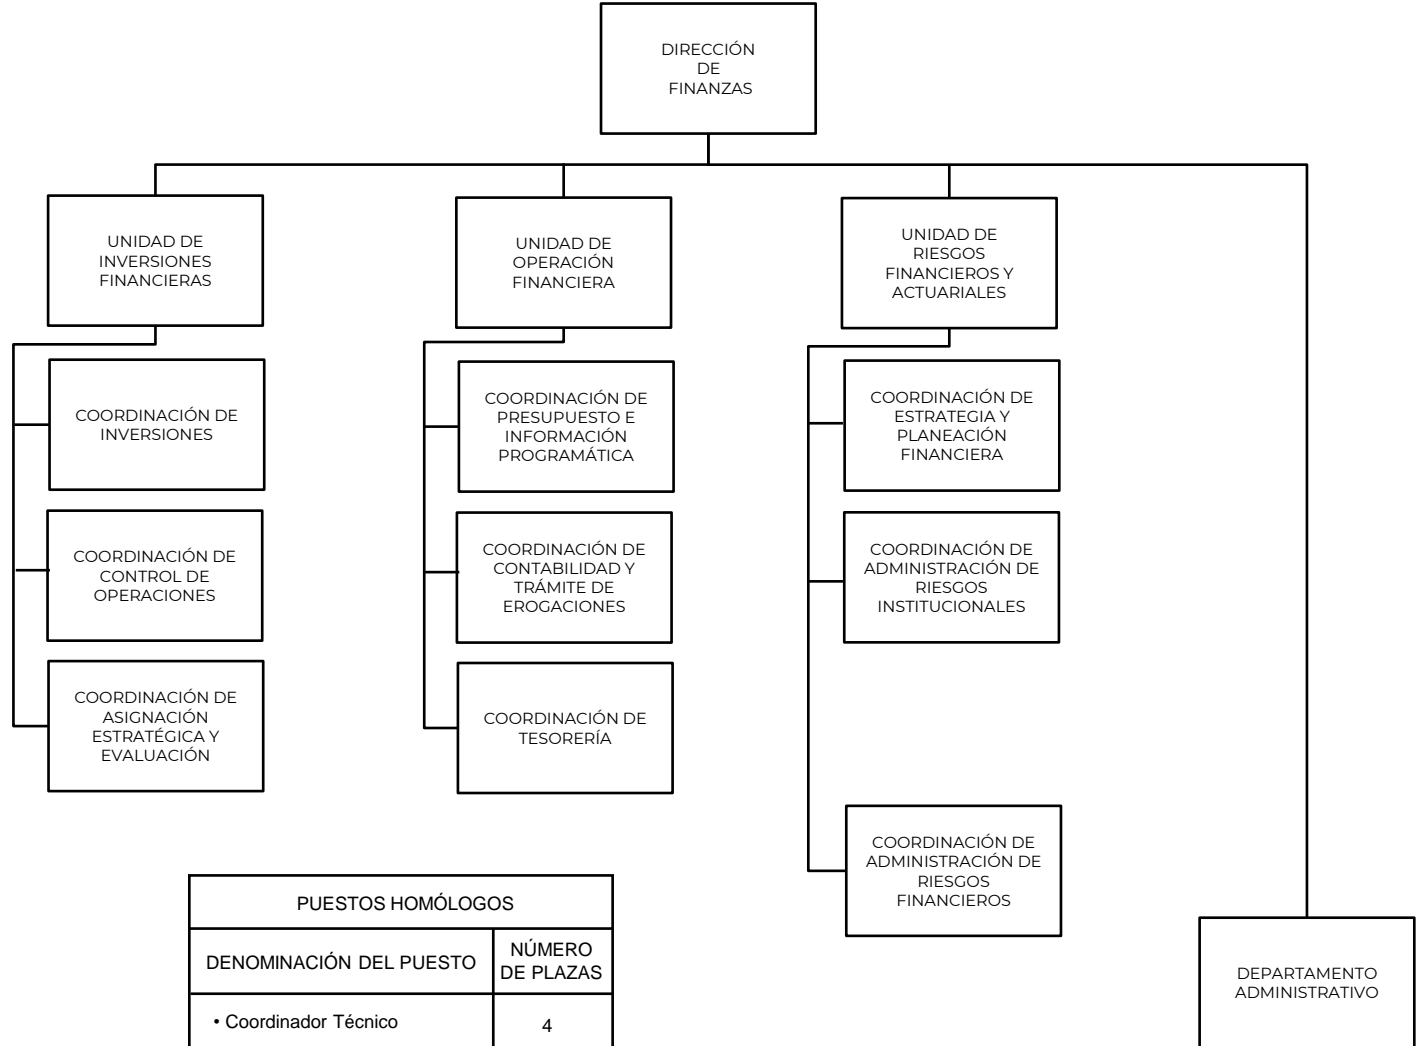 DIRECCIÓN
DE
FINANZAS
UNIDAD DE
INVERSIONES
FINANCIERAS
UNIDAD DE
OPERACIÓN
FINANCIERA
UNIDAD DE
RIESGOS
FINANCIEROS Y
ACTUARIALES
COORDINACIÓN DE
INVERSIONES
COORDINACIÓN DE
PRESUPUESTO E
INFORMACIÓN
PROGRAMÁTICA
COORDINACIÓN DE
ESTRATEGIA Y
PLANEACIÓN
FINANCIERA
COORDINACIÓN DE
CONTROL DE
OPERACIONES
COORDINACIÓN DE
CONTABILIDAD Y
TRÁMITE DE
EROGACIONES
COORDINACIÓN DE
ADMINISTRACIÓN DE
RIESGOS
INSTITUCIONALES
COORDINACIÓN DE
ASIGNACIÓN
ESTRATÉGICA Y
EVALUACIÓN
COORDINACIÓN DE
TESORERÍA
COORDINACIÓN DE
ADMINISTRACIÓN DE
RIESGOS
FINANCIEROS
DEPARTAMENTO
ADMINISTRATIVO
PUESTOS HOMÓLOGOS
DENOMINACIÓN DEL PUESTO
NÚMERO
DE PLAZAS
• Coordinador Técnico
4